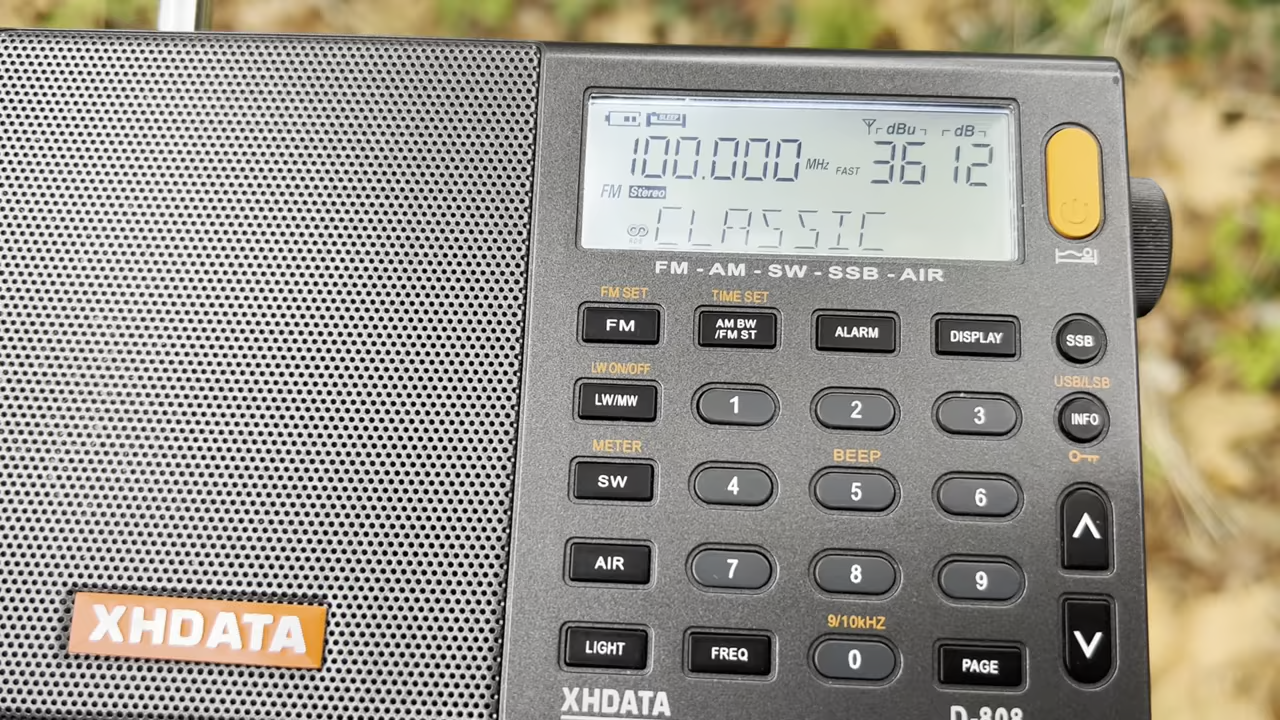 SLEEP
dBu dB
100.000 MHz FAST 36 12
FM Stereo
CLASSIC
FM - AM - SW - SSB - AIR
FM SET TIME SET
FM AM BW /FM ST ALARM DISPLAY SSB
LW ON/OFF USB/LSB
LW/MW 1 2 3 INFO
METER BEEP
SW 4 5 6
AIR 7 8 9
9/10kHZ
LIGHT FREQ 0 PAGE
XHDATA
XHDATA D-808